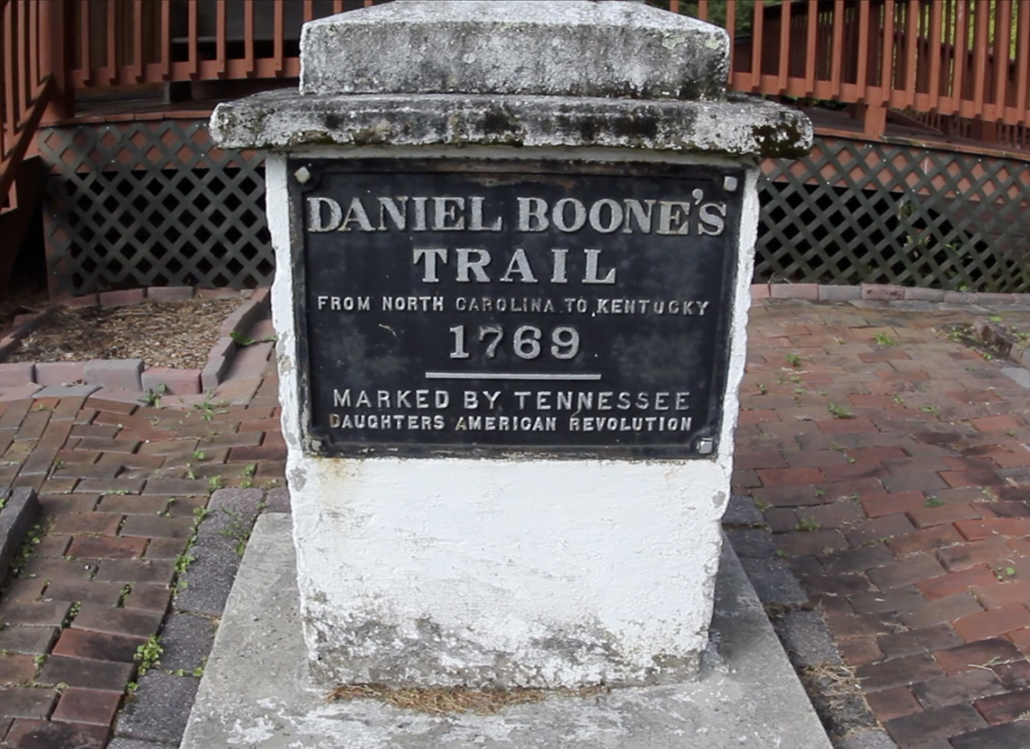 DANIEL BOONE'S
TRAIL
FROM NORTH CAROLINA TO KENTUCKY
1769
MARKED BY TENNESSEE
DAUGHTERS AMERICAN REVOLUTION